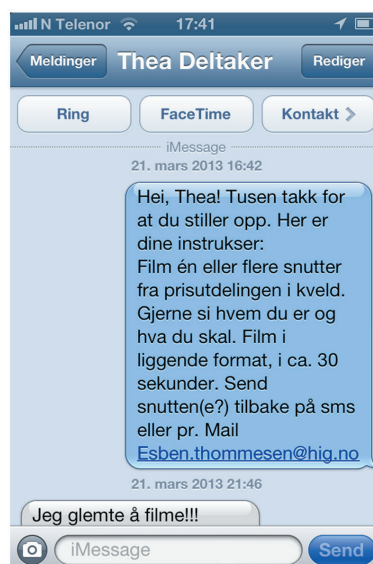 N Telenor 17:41
Meldinger Thea Deltaker Rediger
Ring FaceTime Kontakt
iMessage
21. mars 2013 16:42
Hei, Thea! Tusen takk for
at du stiller opp. Her er
dine instrukser:
Film én eller flere snutter
fra prisutdelingen i kveld.
Gjerne si hvem du er og
hva du skal. Film i
liggende format, i ca. 30
sekunder. Send
snutten(e?) tilbake på sms
eller pr. Mail
Esben.thommesen@hig.no
21. mars 2013 21:46
Jeg glemte å filme!!!
iMessage Send